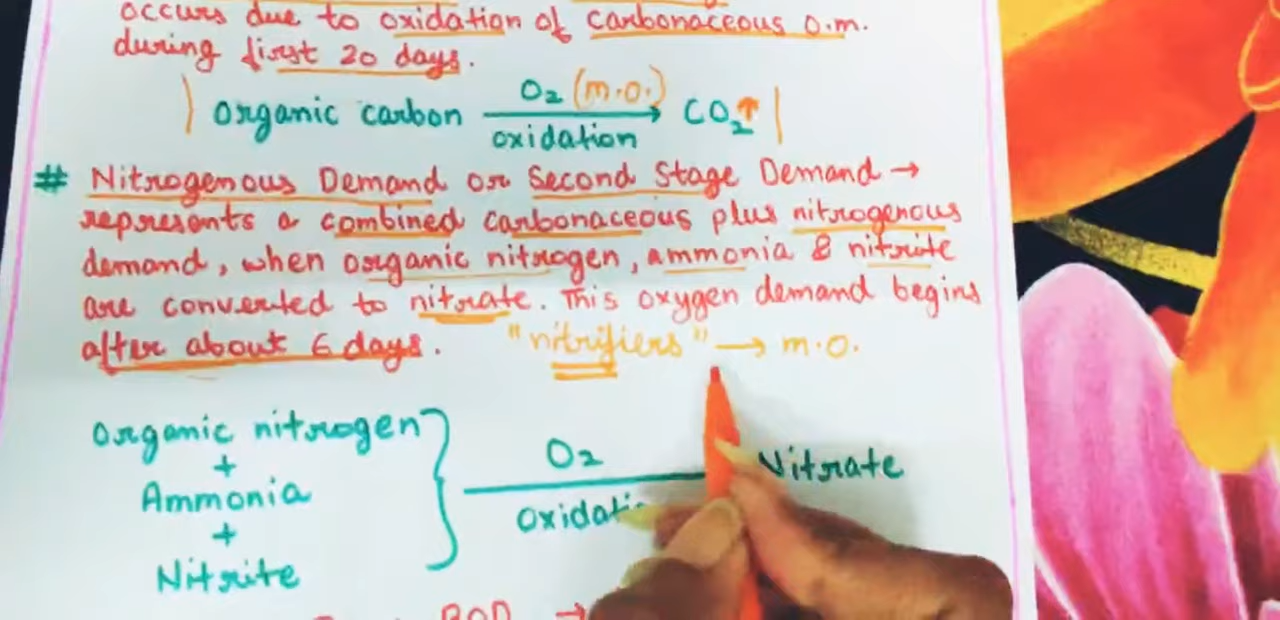 occurs due to oxidation of carbonaceous o.m.
during first 20 days.
Organic carbon O2 (m.o.) oxidation → CO2↑
# Nitrogenous Demand or Second Stage Demand →
represents a combined carbonaceous plus nitrogenous
demand, when organic nitrogen, ammonia & nitrite
are converted to nitrate. This oxygen demand begins
after about 6 days. "nitrifiers" → m.o.
Organic nitrogen
+
Ammonia
+
Nitrite
O2
Nitrate
BOD →